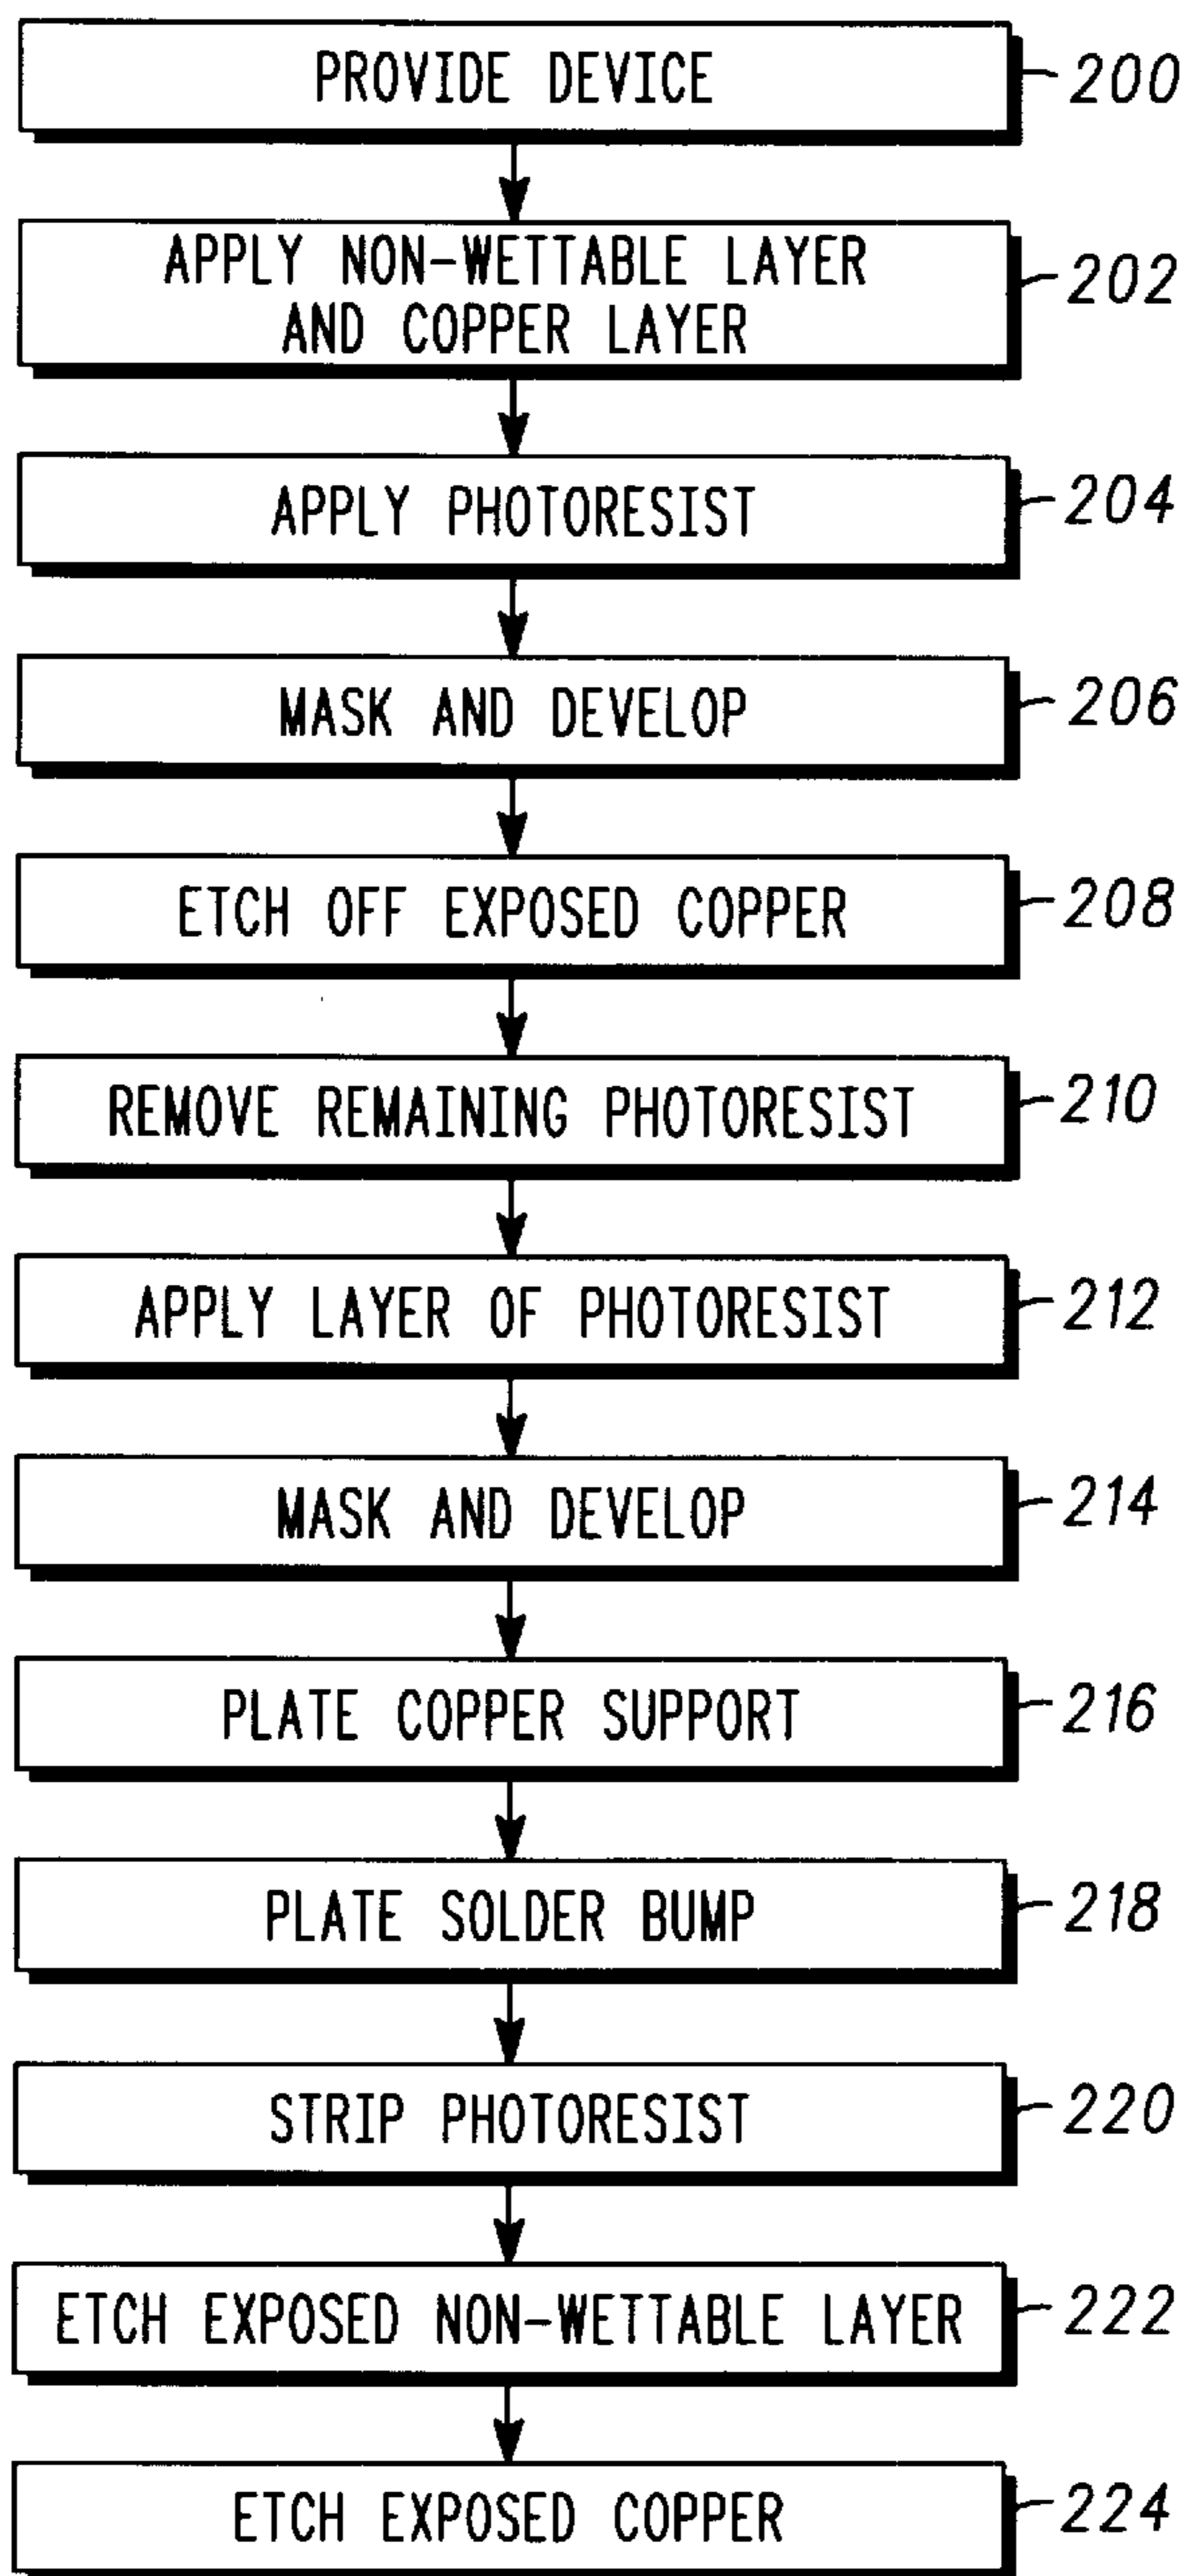 PROVIDE DEVICE
200
APPLY NON-WETTABLE LAYER
AND COPPER LAYER
202
APPLY PHOTORESIST
204
MASK AND DEVELOP
206
ETCH OFF EXPOSED COPPER
208
REMOVE REMAINING PHOTORESIST
210
APPLY LAYER OF PHOTORESIST
212
MASK AND DEVELOP
214
PLATE COPPER SUPPORT
216
PLATE SOLDER BUMP
218
STRIP PHOTORESIST
220
ETCH EXPOSED NON-WETTABLE LAYER
222
ETCH EXPOSED COPPER
224